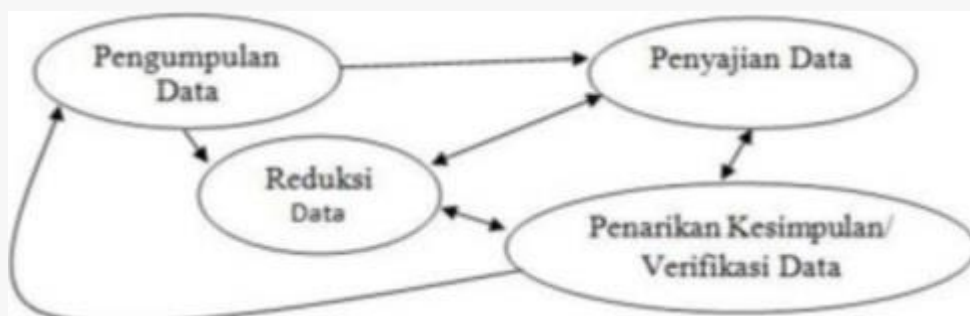 Pengumpulan
Data
Penyajian Data
Reduksi
Data
Penarikan Kesimpulan/
Verifikasi Data